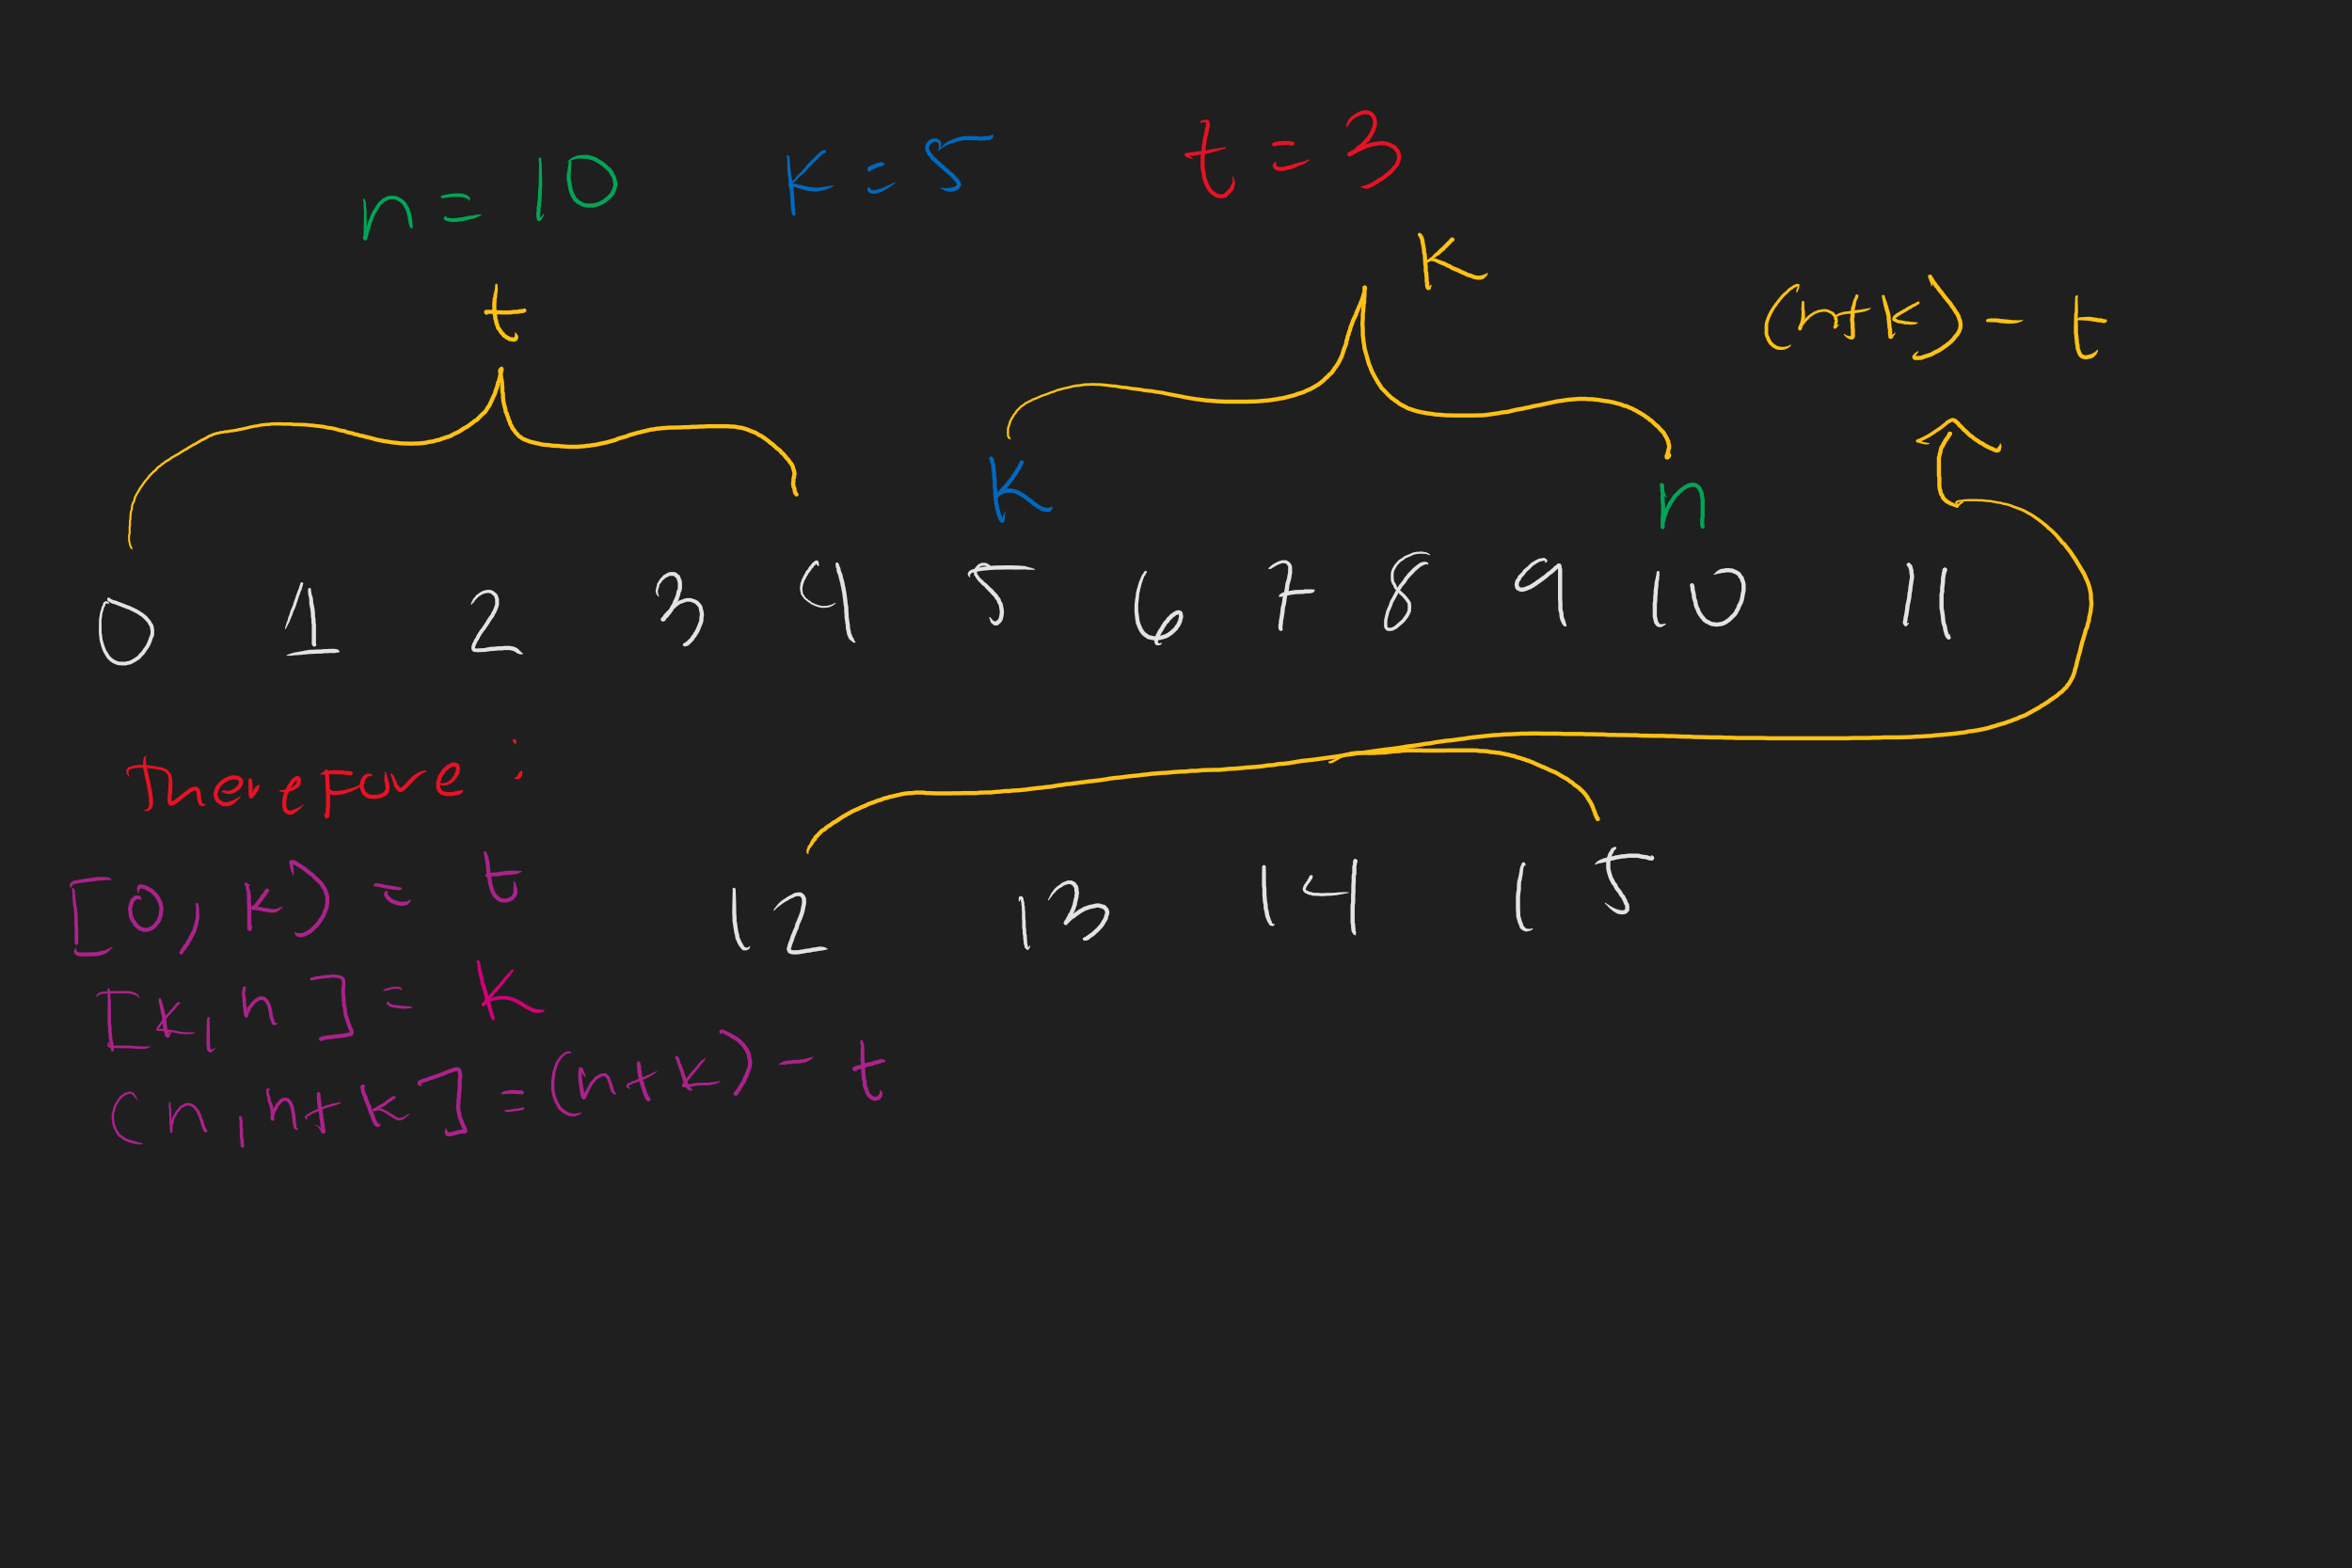 n = 10 K = 5 t = 3
t K (n+k) - t
K n
0 1 2 3 4 5 6 7 8 9 10 11
Therefore :
12 13 14 15
[0, k) = t
[k, n] = K
(n, n+k] = (n+k) - t